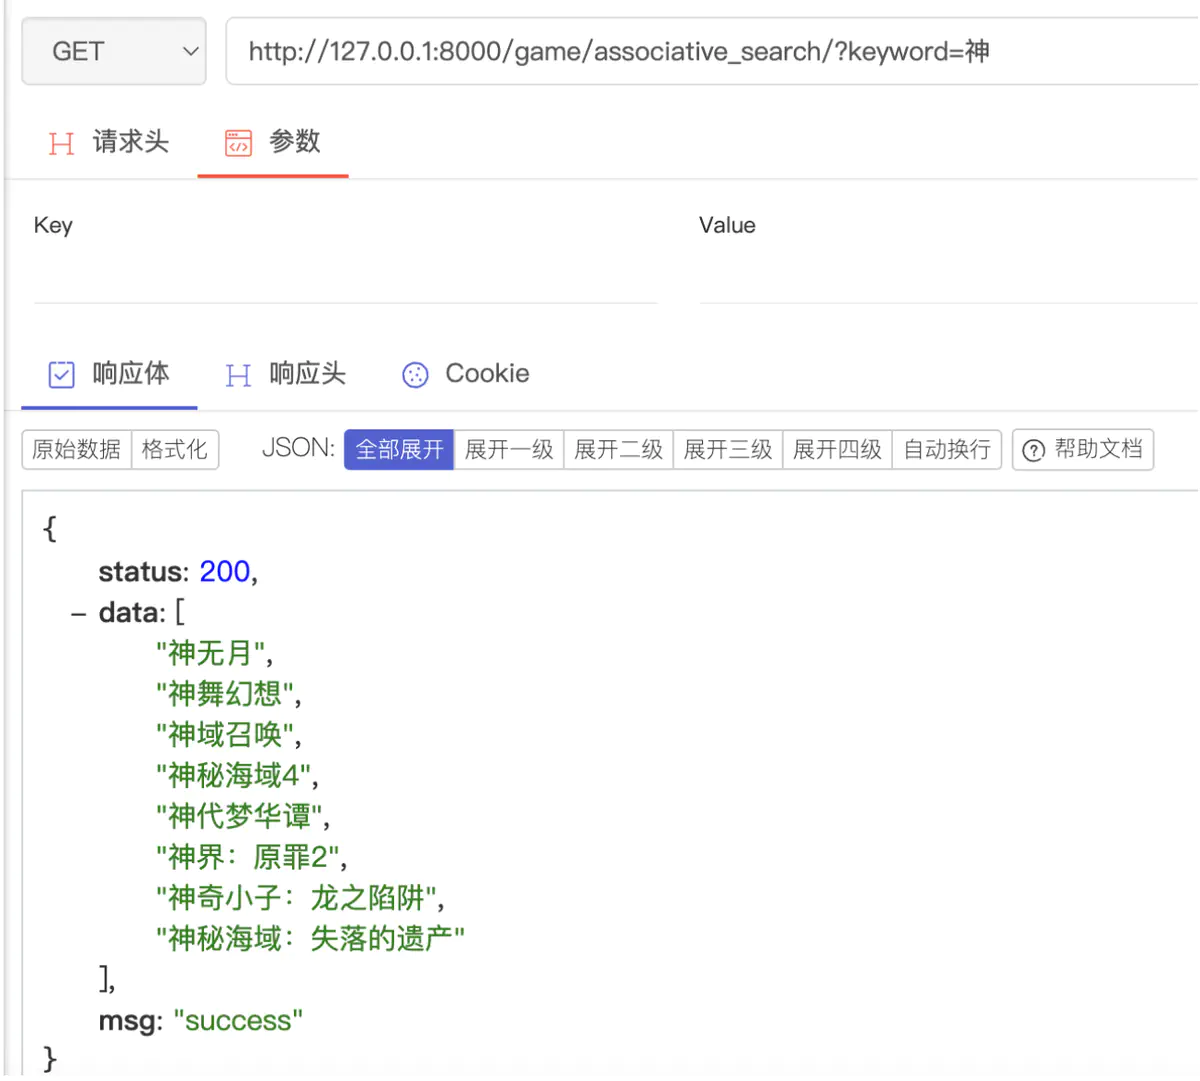 GET http://127.0.0.1:8000/game/associative_search/?keyword=神
请求头 参数
Key Value
响应体 响应头 Cookie
原始数据 格式化 JSON: 全部展开 展开一级 展开二级 展开三级 展开四级 自动换行 帮助文档
{
status: 200,
– data: [
"神无月",
"神舞幻想",
"神域召唤",
"神秘海域4",
"神代梦华谭",
"神界：原罪2",
"神奇小子：龙之陷阱",
"神秘海域：失落的遗产"
],
msg: "success"
}